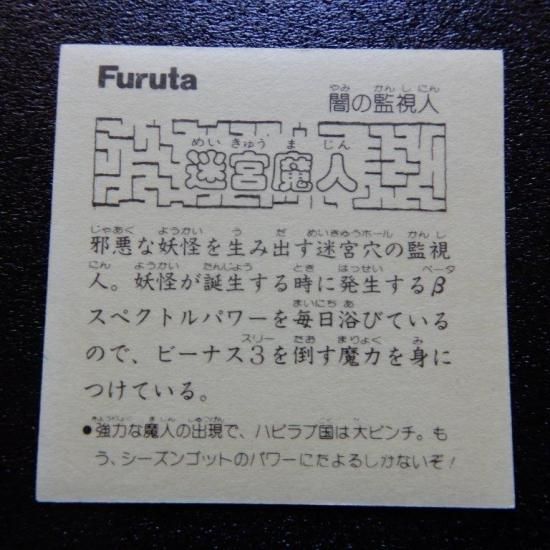 Furuta
闇の監視人
迷宮魔人
邪悪な妖怪を生み出す迷宮穴の監視
人。妖怪が誕生する時に発生するβ
スペクトルパワーを毎日浴びている
ので、ビーナス3を倒す魔力を身に
つけている。
●強力な魔人の出現で、ハピラブ国は大ピンチ。も
う、シーズンゴットのパワーにたよるしかないぞ!